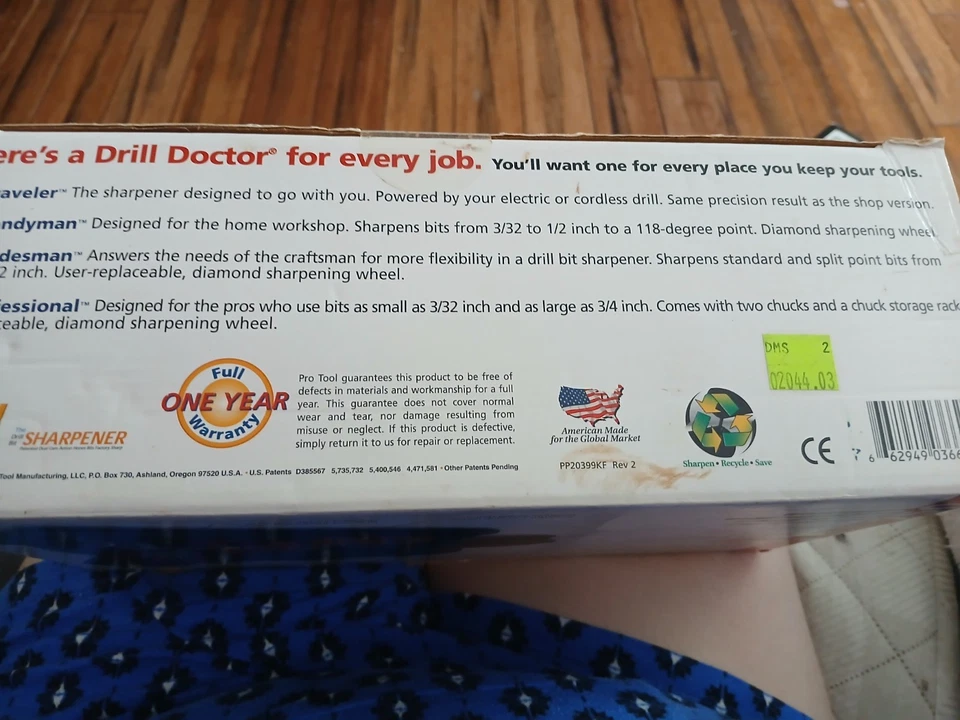 ere's a Drill Doctor® for every job. You'll want one for every place you keep your tools.
aveler™ The sharpener designed to go with you. Powered by your electric or cordless drill. Same precision result as the shop version.
ndyman™ Designed for the home workshop. Sharpens bits from 3/32 to 1/2 inch to a 118-degree point. Diamond sharpening wheel
desman™ Answers the needs of the craftsman for more flexibility in a drill bit sharpener. Sharpens standard and split point bits from
2 inch. User-replaceable, diamond sharpening wheel.
essional™ Designed for the pros who use bits as small as 3/32 inch and as large as 3/4 inch. Comes with two chucks and a chuck storage rack
ceable, diamond sharpening wheel.
SHARPENER
Full
ONE YEAR
Warranty
Pro Tool guarantees this product to be free of
defects in materials and workmanship for a full
year. This guarantee does not cover normal
wear and tear, nor damage resulting from
misuse or neglect. If this product is defective,
simply return it to us for repair or replacement.
American Made
for the Global Market
PP20399KF Rev 2
Sharpen • Recycle • Save
DMS 2
02044.03
CE
6 62949 0366
Tool Manufacturing, LLC, P.O. Box 730, Ashland, Oregon 97520 U.S.A. • U.S. Patents D385567 5,735,732 5,400,546 4,471,581 • Other Patents Pending